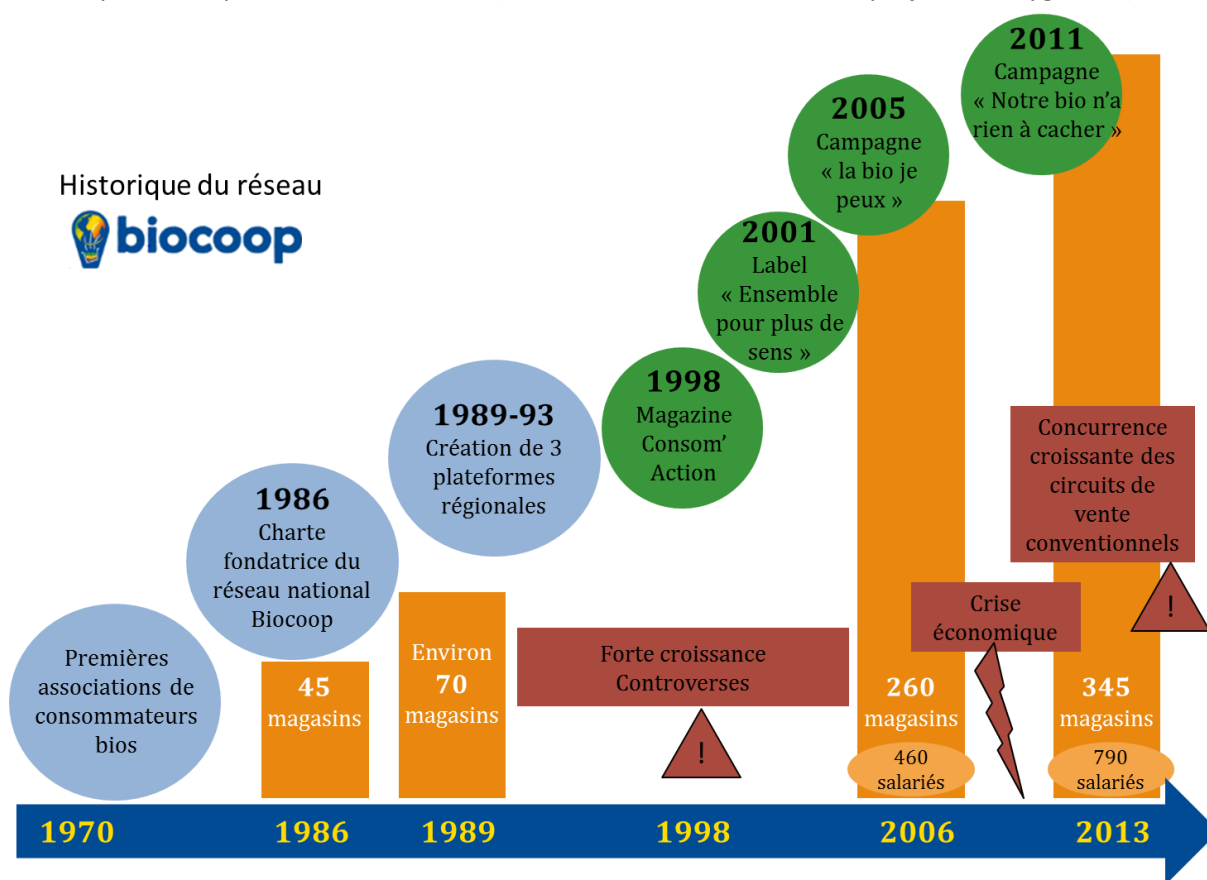 Historique du réseau
biocoop
Premières
associations de
consommateurs
bios
1986
Charte
fondatrice du
réseau national
Biocoop
45
magasins
1989-93
Création de 3
plateformes
régionales
Environ
70
magasins
1998
Magazine
Consom'
Action
Forte croissance
Controverses
!
2001
Label
« Ensemble
pour plus de
sens »
2005
Campagne
« la bio je
peux »
260
magasins
460
salariés
Crise
économique
2011
Campagne
« Notre bio n'a
rien à cacher »
Concurrence
croissante des
circuits de
vente
conventionnels
!
345
magasins
790
salariés
1970
1986
1989
1998
2006
2013